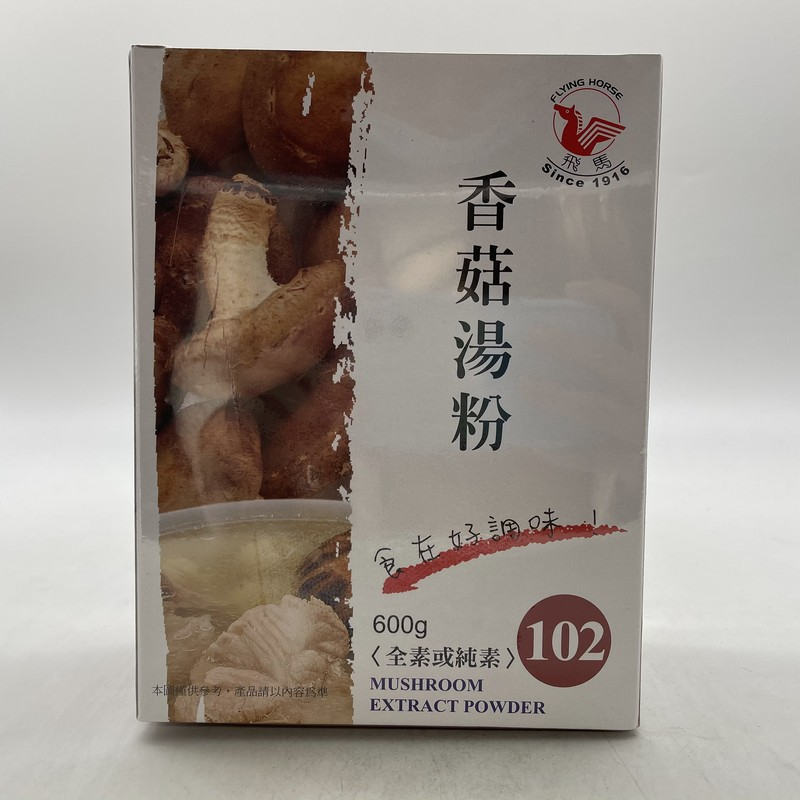 FLYING HORSE
飛馬
Since 1916
香菇湯粉
食在好調味！
600g
〈全素或純素〉
102
MUSHROOM
EXTRACT POWDER
本圖僅供參考，產品請以內容為準